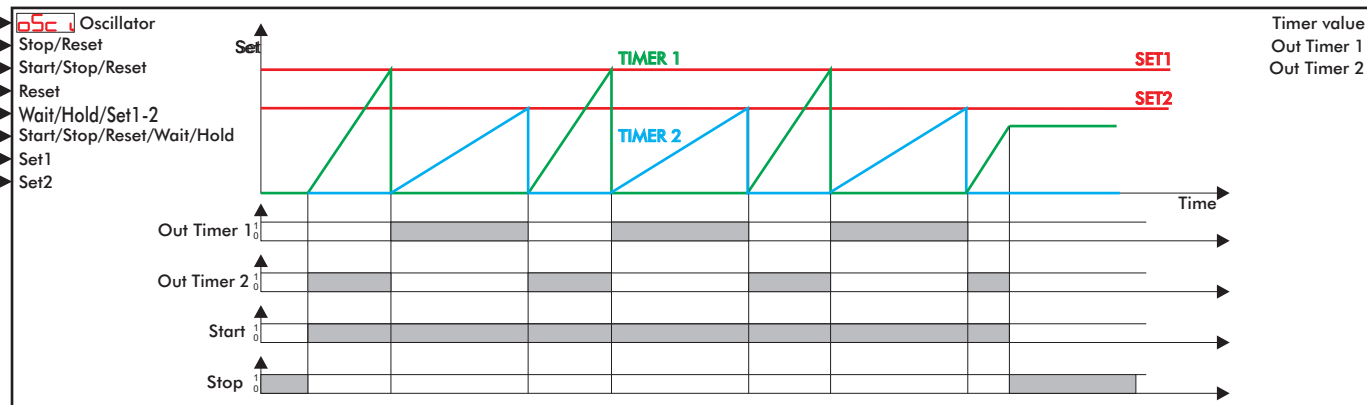 oSc i Oscillator
Stop/Reset
Start/Stop/Reset
Reset
Wait/Hold/Set1-2
Start/Stop/Reset/Wait/Hold
Set1
Set2
Set
TIMER 1
SET1
SET2
TIMER 2
Time
Timer value
Out Timer 1
Out Timer 2
Out Timer 1 1
0
Out Timer 2 1
0
Start 1
0
Stop 1
0